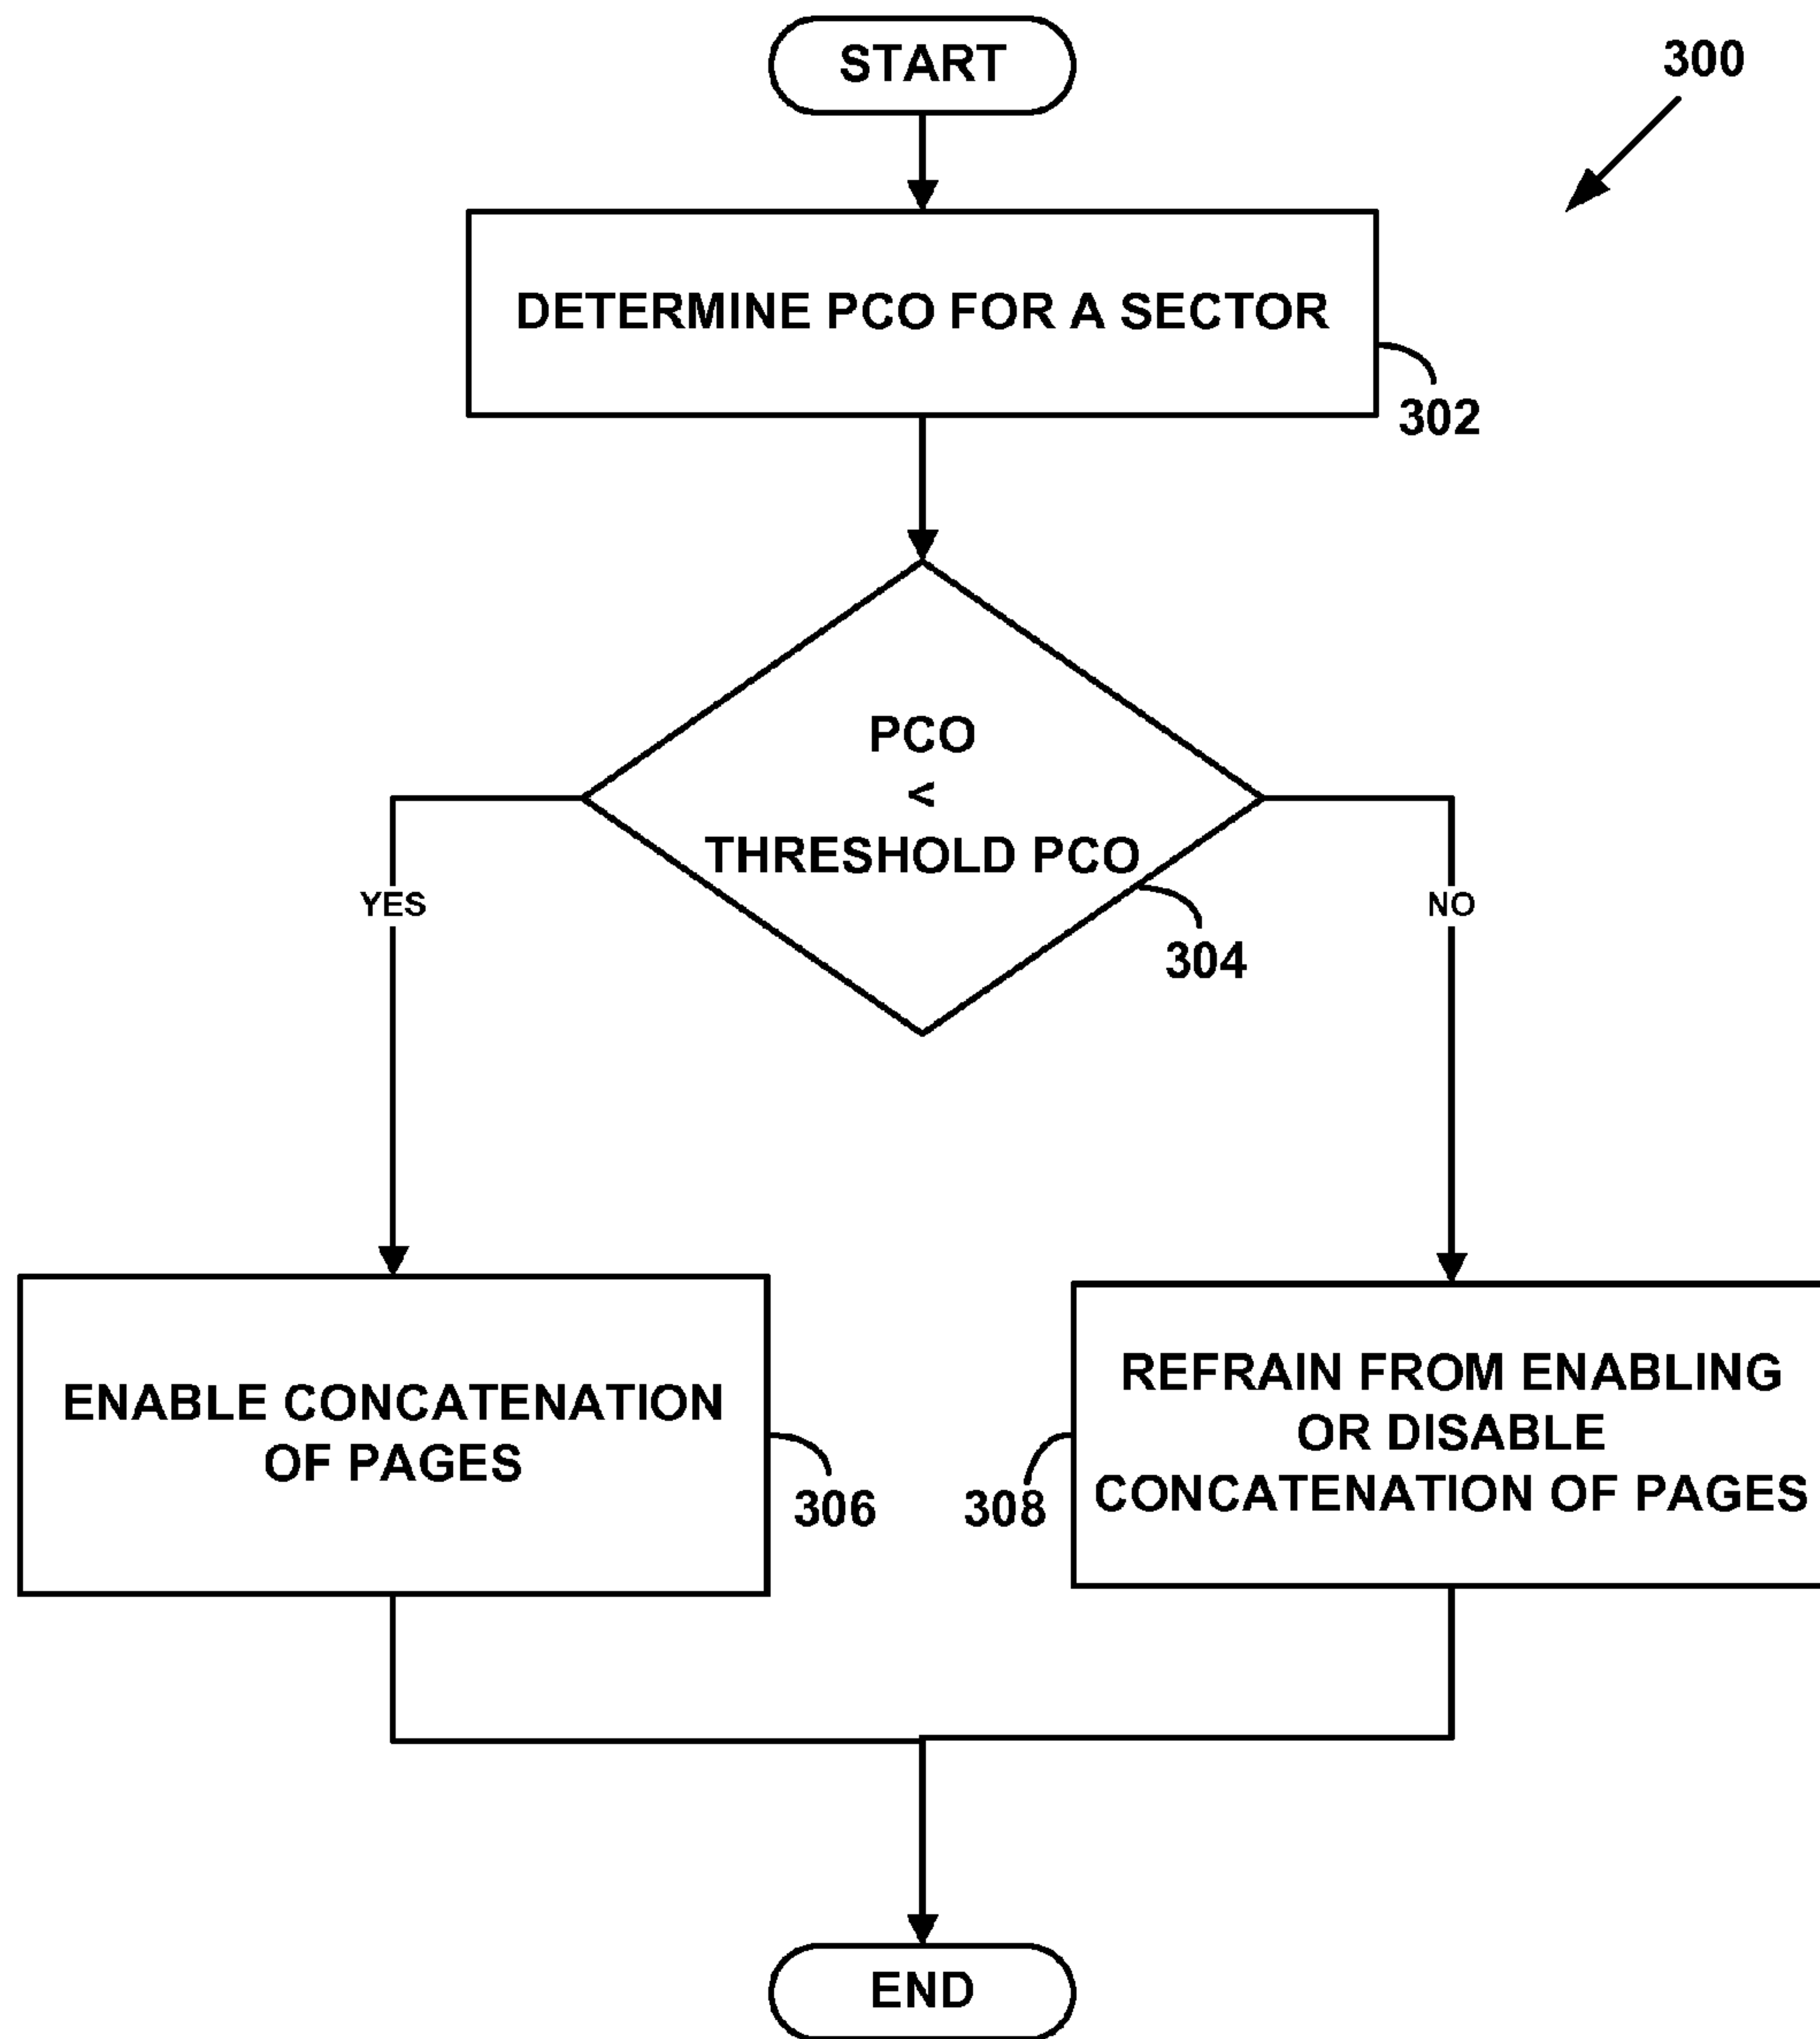 START
300
DETERMINE PCO FOR A SECTOR
302
PCO
<
THRESHOLD PCO
304
YES
NO
ENABLE CONCATENATION
OF PAGES
306
308
REFRAIN FROM ENABLING
OR DISABLE
CONCATENATION OF PAGES
END